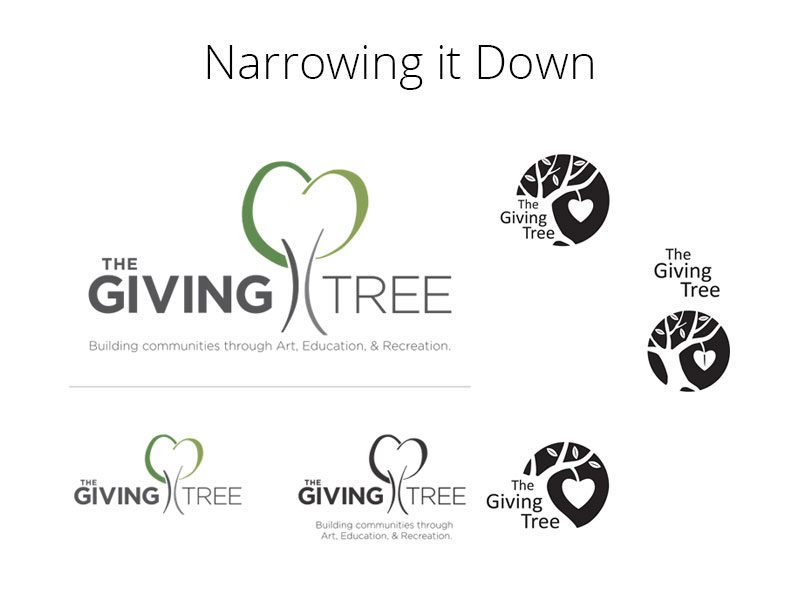 Narrowing it Down
THE
GIVING TREE
Building communities through Art, Education, & Recreation.
The
Giving
Tree
The
Giving
Tree
THE
GIVING TREE
THE
GIVING TREE
Building communities through
Art, Education, & Recreation.
The
Giving
Tree